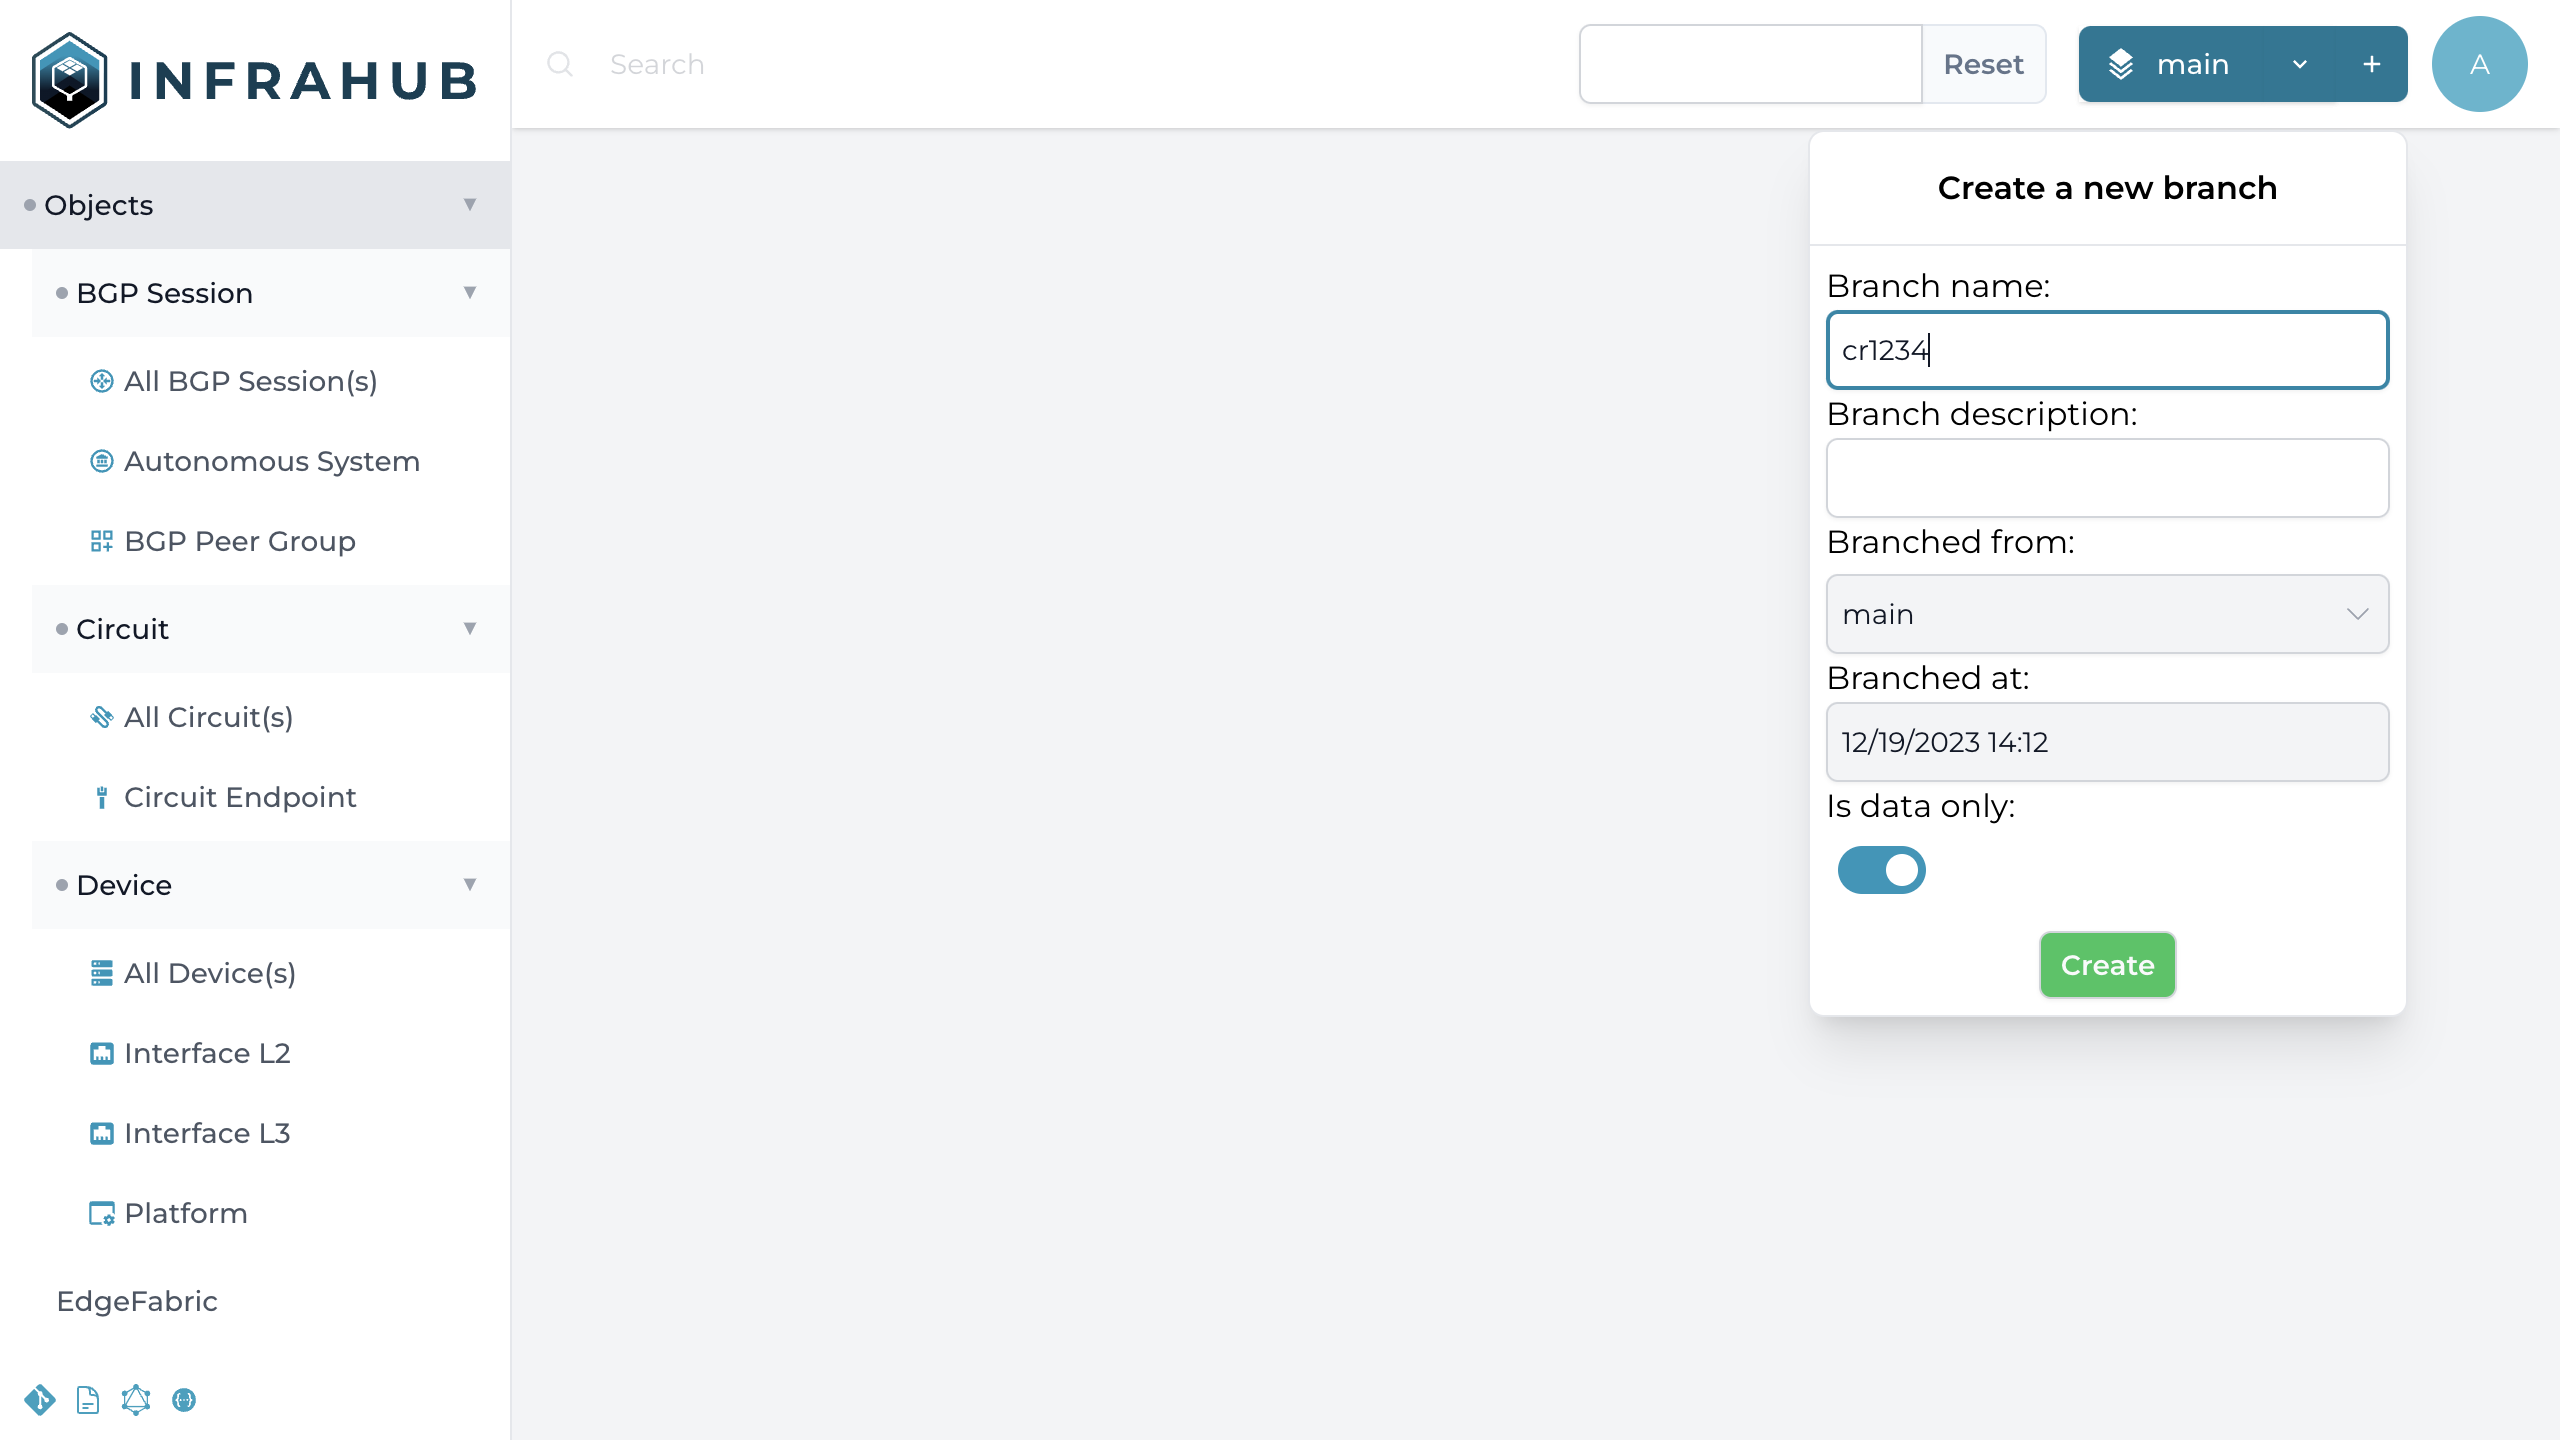 INFRAHUB
Search
Reset
main
+
A
Objects
BGP Session
All BGP Session(s)
Autonomous System
BGP Peer Group
Circuit
All Circuit(s)
Circuit Endpoint
Device
All Device(s)
Interface L2
Interface L3
Platform
EdgeFabric
Create a new branch
Branch name:
cr1234
Branch description:
Branched from:
main
Branched at:
12/19/2023 14:12
Is data only:
Create